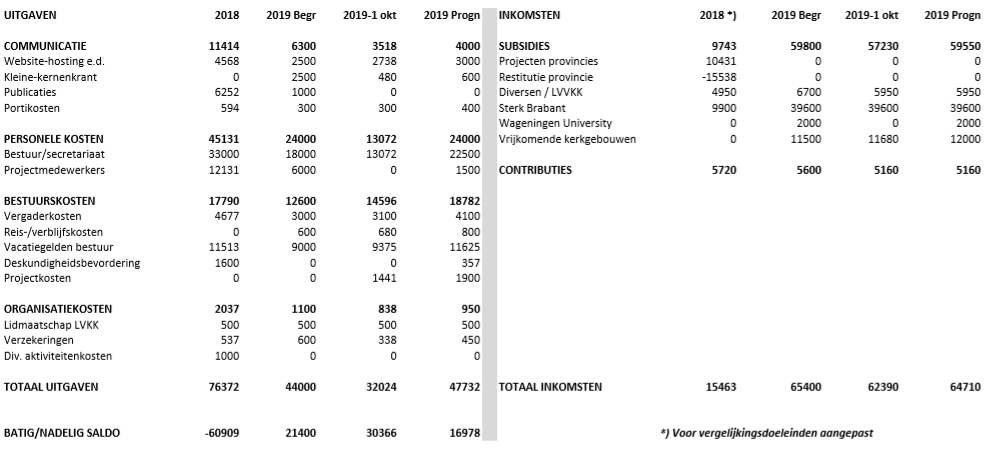 UITGAVEN 2018 2019 Begr 2019-1 okt 2019 Progn INKOMSTEN 2018 *) 2019 Begr 2019-1 okt 2019 Progn
COMMUNICATIE 11414 6300 3518 4000 SUBSIDIES 9743 59800 57230 59550
Website-hosting e.d. 4568 2500 2738 3000 Projecten provincies 10431 0 0 0
Kleine-kernenkrant 0 2500 480 600 Restitutie provincie -15538 0 0 0
Publicaties 6252 1000 0 0 Diversen / LVVKK 4950 6700 5950 5950
Portikosten 594 300 300 400 Sterk Brabant 9900 39600 39600 39600
Wageningen University 0 2000 0 2000
PERSONELE KOSTEN 45131 24000 13072 24000 Vrijkomende kerkgebouwen 0 11500 11680 12000
Bestuur/secretariaat 33000 18000 13072 22500
Projectmedewerkers 12131 6000 0 1500 CONTRIBUTIES 5720 5600 5160 5160
BESTUURSKOSTEN 17790 12600 14596 18782
Vergaderkosten 4677 3000 3100 4100
Reis-/verblijfskosten 0 600 680 800
Vacatiegelden bestuur 11513 9000 9375 11625
Deskundigheidsbevordering 1600 0 0 357
Projectkosten 0 0 1441 1900
ORGANISATIEKOSTEN 2037 1100 838 950
Lidmaatschap LVKK 500 500 500 500
Verzekeringen 537 600 338 450
Div. aktiviteitenkosten 1000 0 0 0
TOTAAL UITGAVEN 76372 44000 32024 47732 TOTAAL INKOMSTEN 15463 65400 62390 64710
BATIG/NADELIG SALDO -60909 21400 30366 16978 *) Voor vergelijkingsdoeleinden aangepast